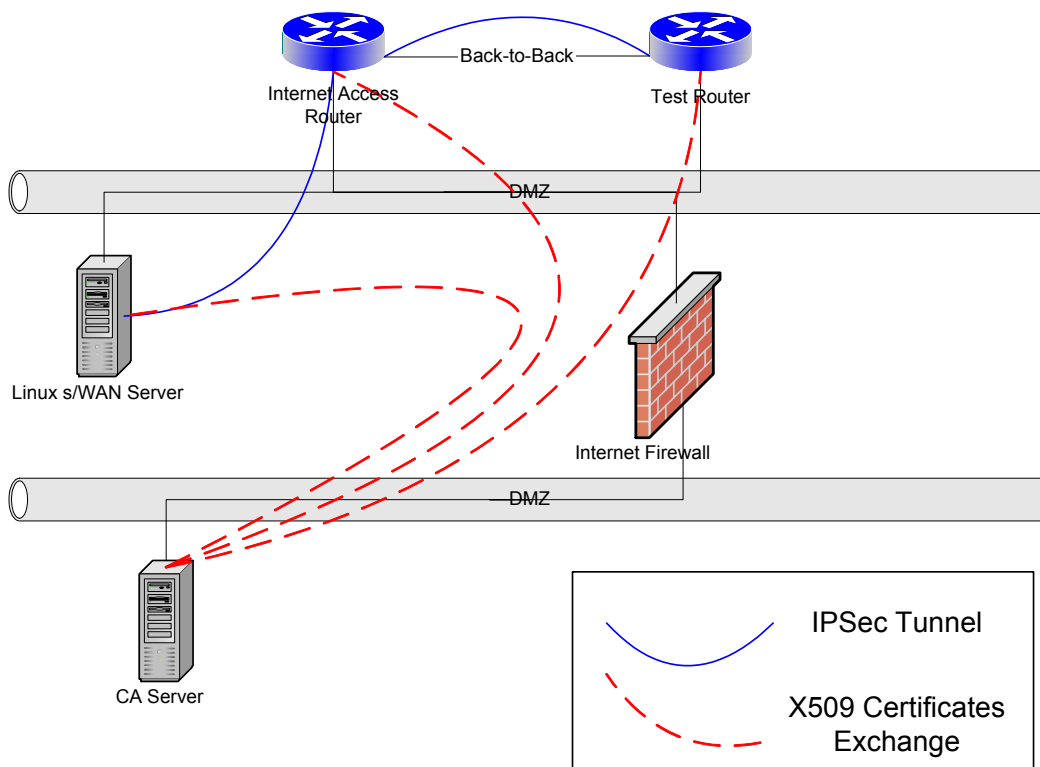 Back-to-Back
Internet Access
Router
Test Router
DMZ
Linux s/WAN Server
Internet Firewall
DMZ
CA Server
IPSec Tunnel
X509 Certificates
Exchange